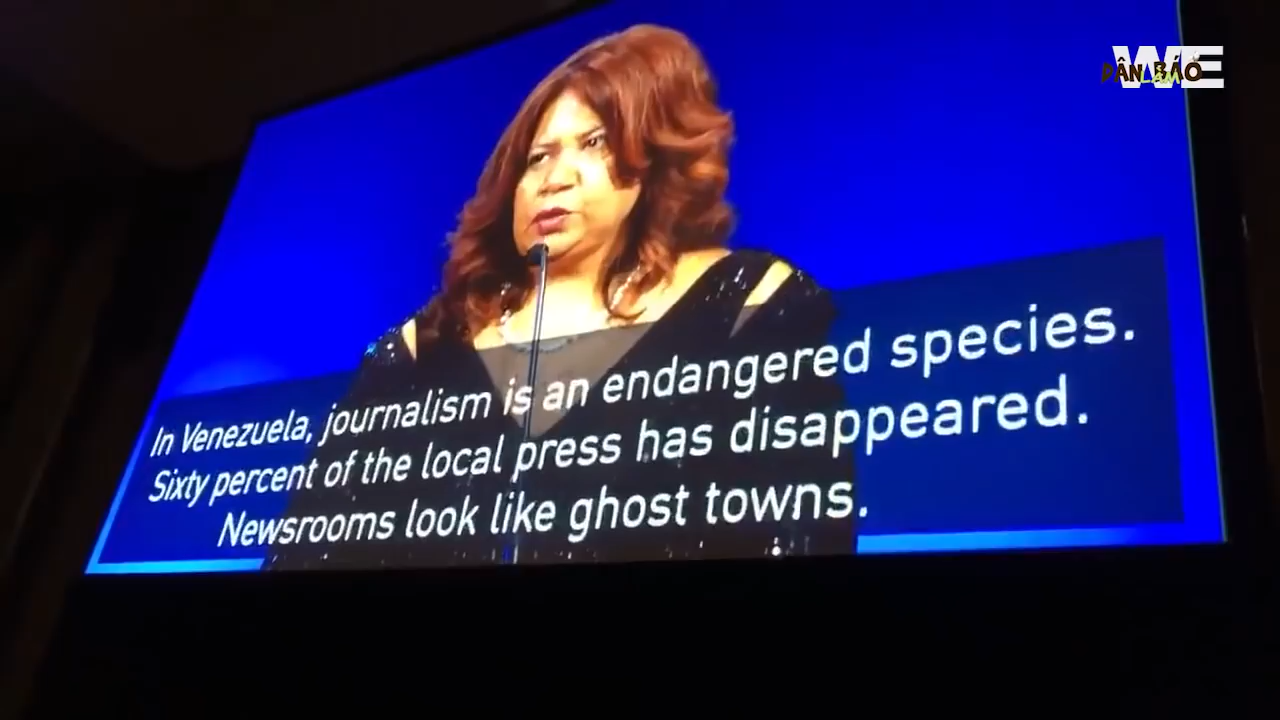 WE
DÂN LÀM BÁO
In Venezuela, journalism is an endangered species.
Sixty percent of the local press has disappeared.
Newsrooms look like ghost towns.